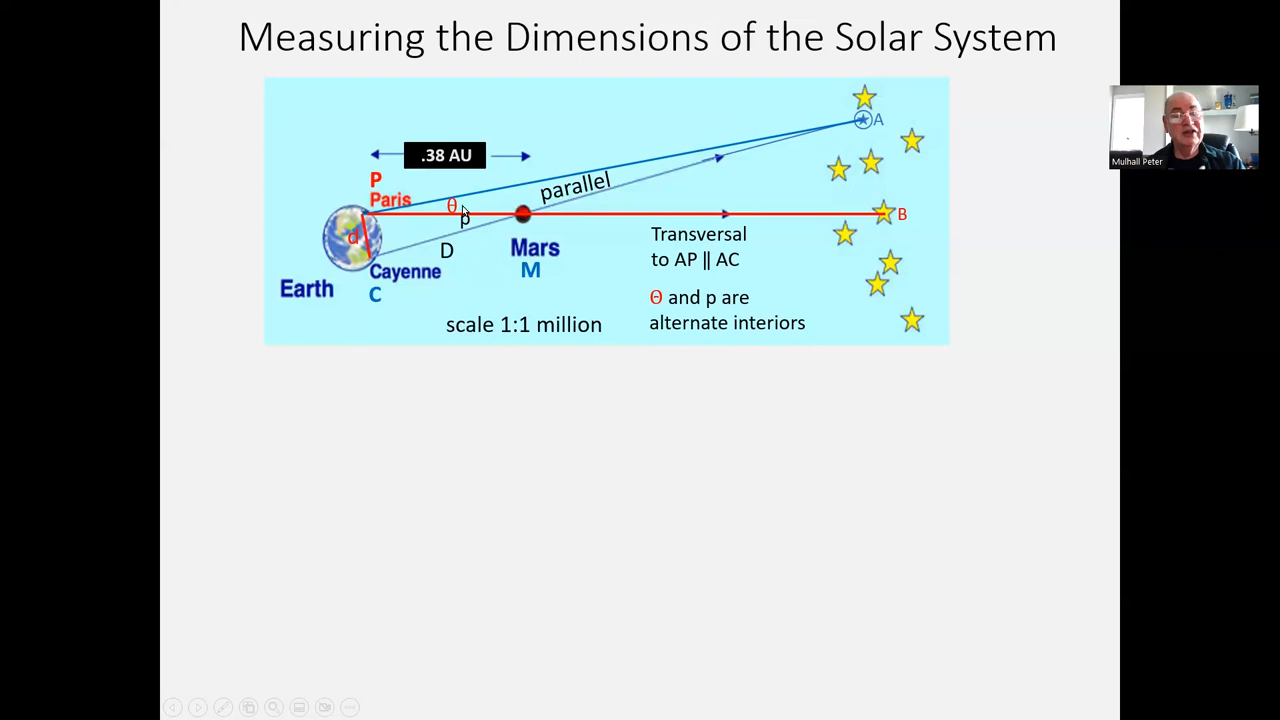 Measuring the Dimensions of the Solar System
A
.38 AU
P
Paris
θ
p
parallel
B
d
D
Mars
M
Transversal
to AP ∥ AC
Cayenne
C
Earth
Θ and p are
alternate interiors
scale 1:1 million
Mulhall Peter